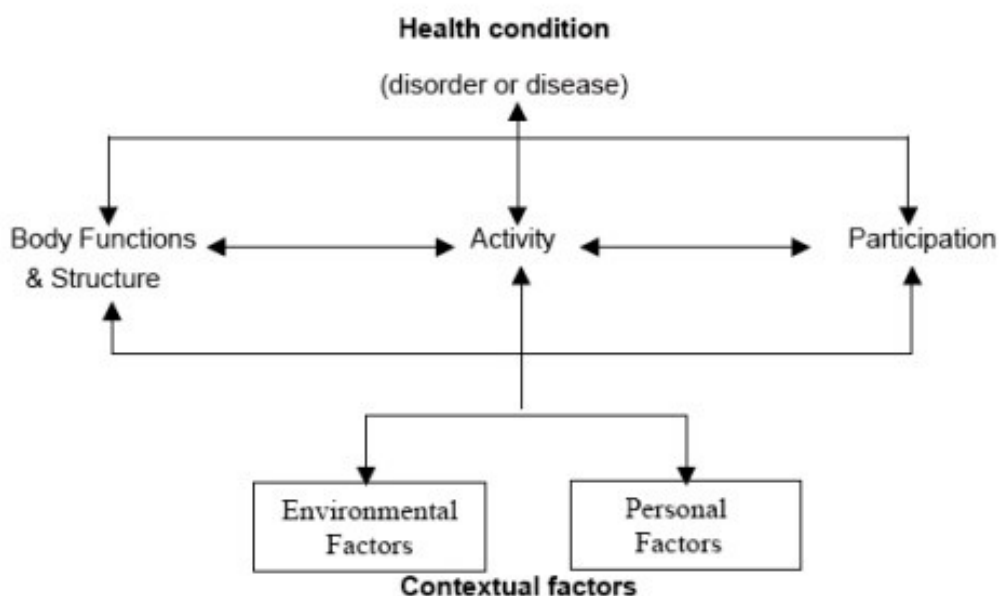 Health condition
(disorder or disease)
Body Functions
& Structure
Activity
Participation
Environmental
Factors
Personal
Factors
Contextual factors